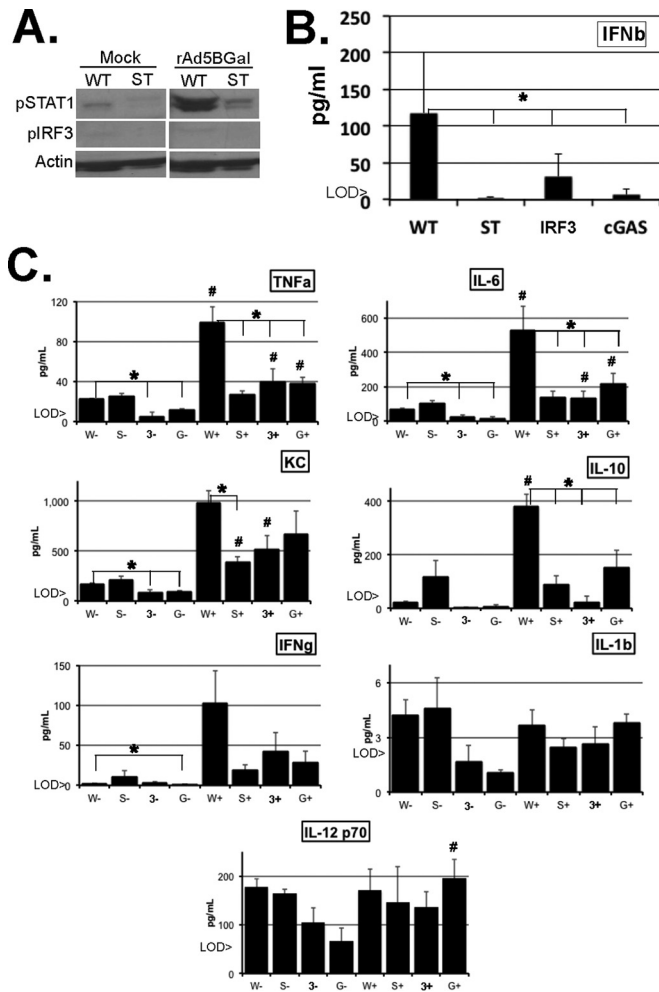 A.
Mock rAd5BGal
WT ST WT ST
pSTAT1
pIRF3
Actin
B.
IFNb
pg/ml
250
200
150
100
50
0
LOD>
*
WT ST IRF3 cGAS
C.
TNFa
pg/mL
120
80
40
0
LOD>
* # * # #
W- S- 3- G- W+ S+ 3+ G+
IL-6
pg/mL
600
400
200
0
LOD>
* # * # #
W- S- 3- G- W+ S+ 3+ G+
KC
pg/mL
1,000
500
0
LOD>
* * # #
W- S- 3- G- W+ S+ 3+ G+
IL-10
pg/mL
400
200
0
LOD>
# *
W- S- 3- G- W+ S+ 3+ G+
IFNg
pg/mL
150
100
50
0
LOD>
*
W- S- 3- G- W+ S+ 3+ G+
IL-1b
pg/mL
6
3
0
LOD>
W- S- 3- G- W+ S+ 3+ G+
IL-12 p70
pg/mL
200
100
0
LOD>
#
W- S- 3- G- W+ S+ 3+ G+